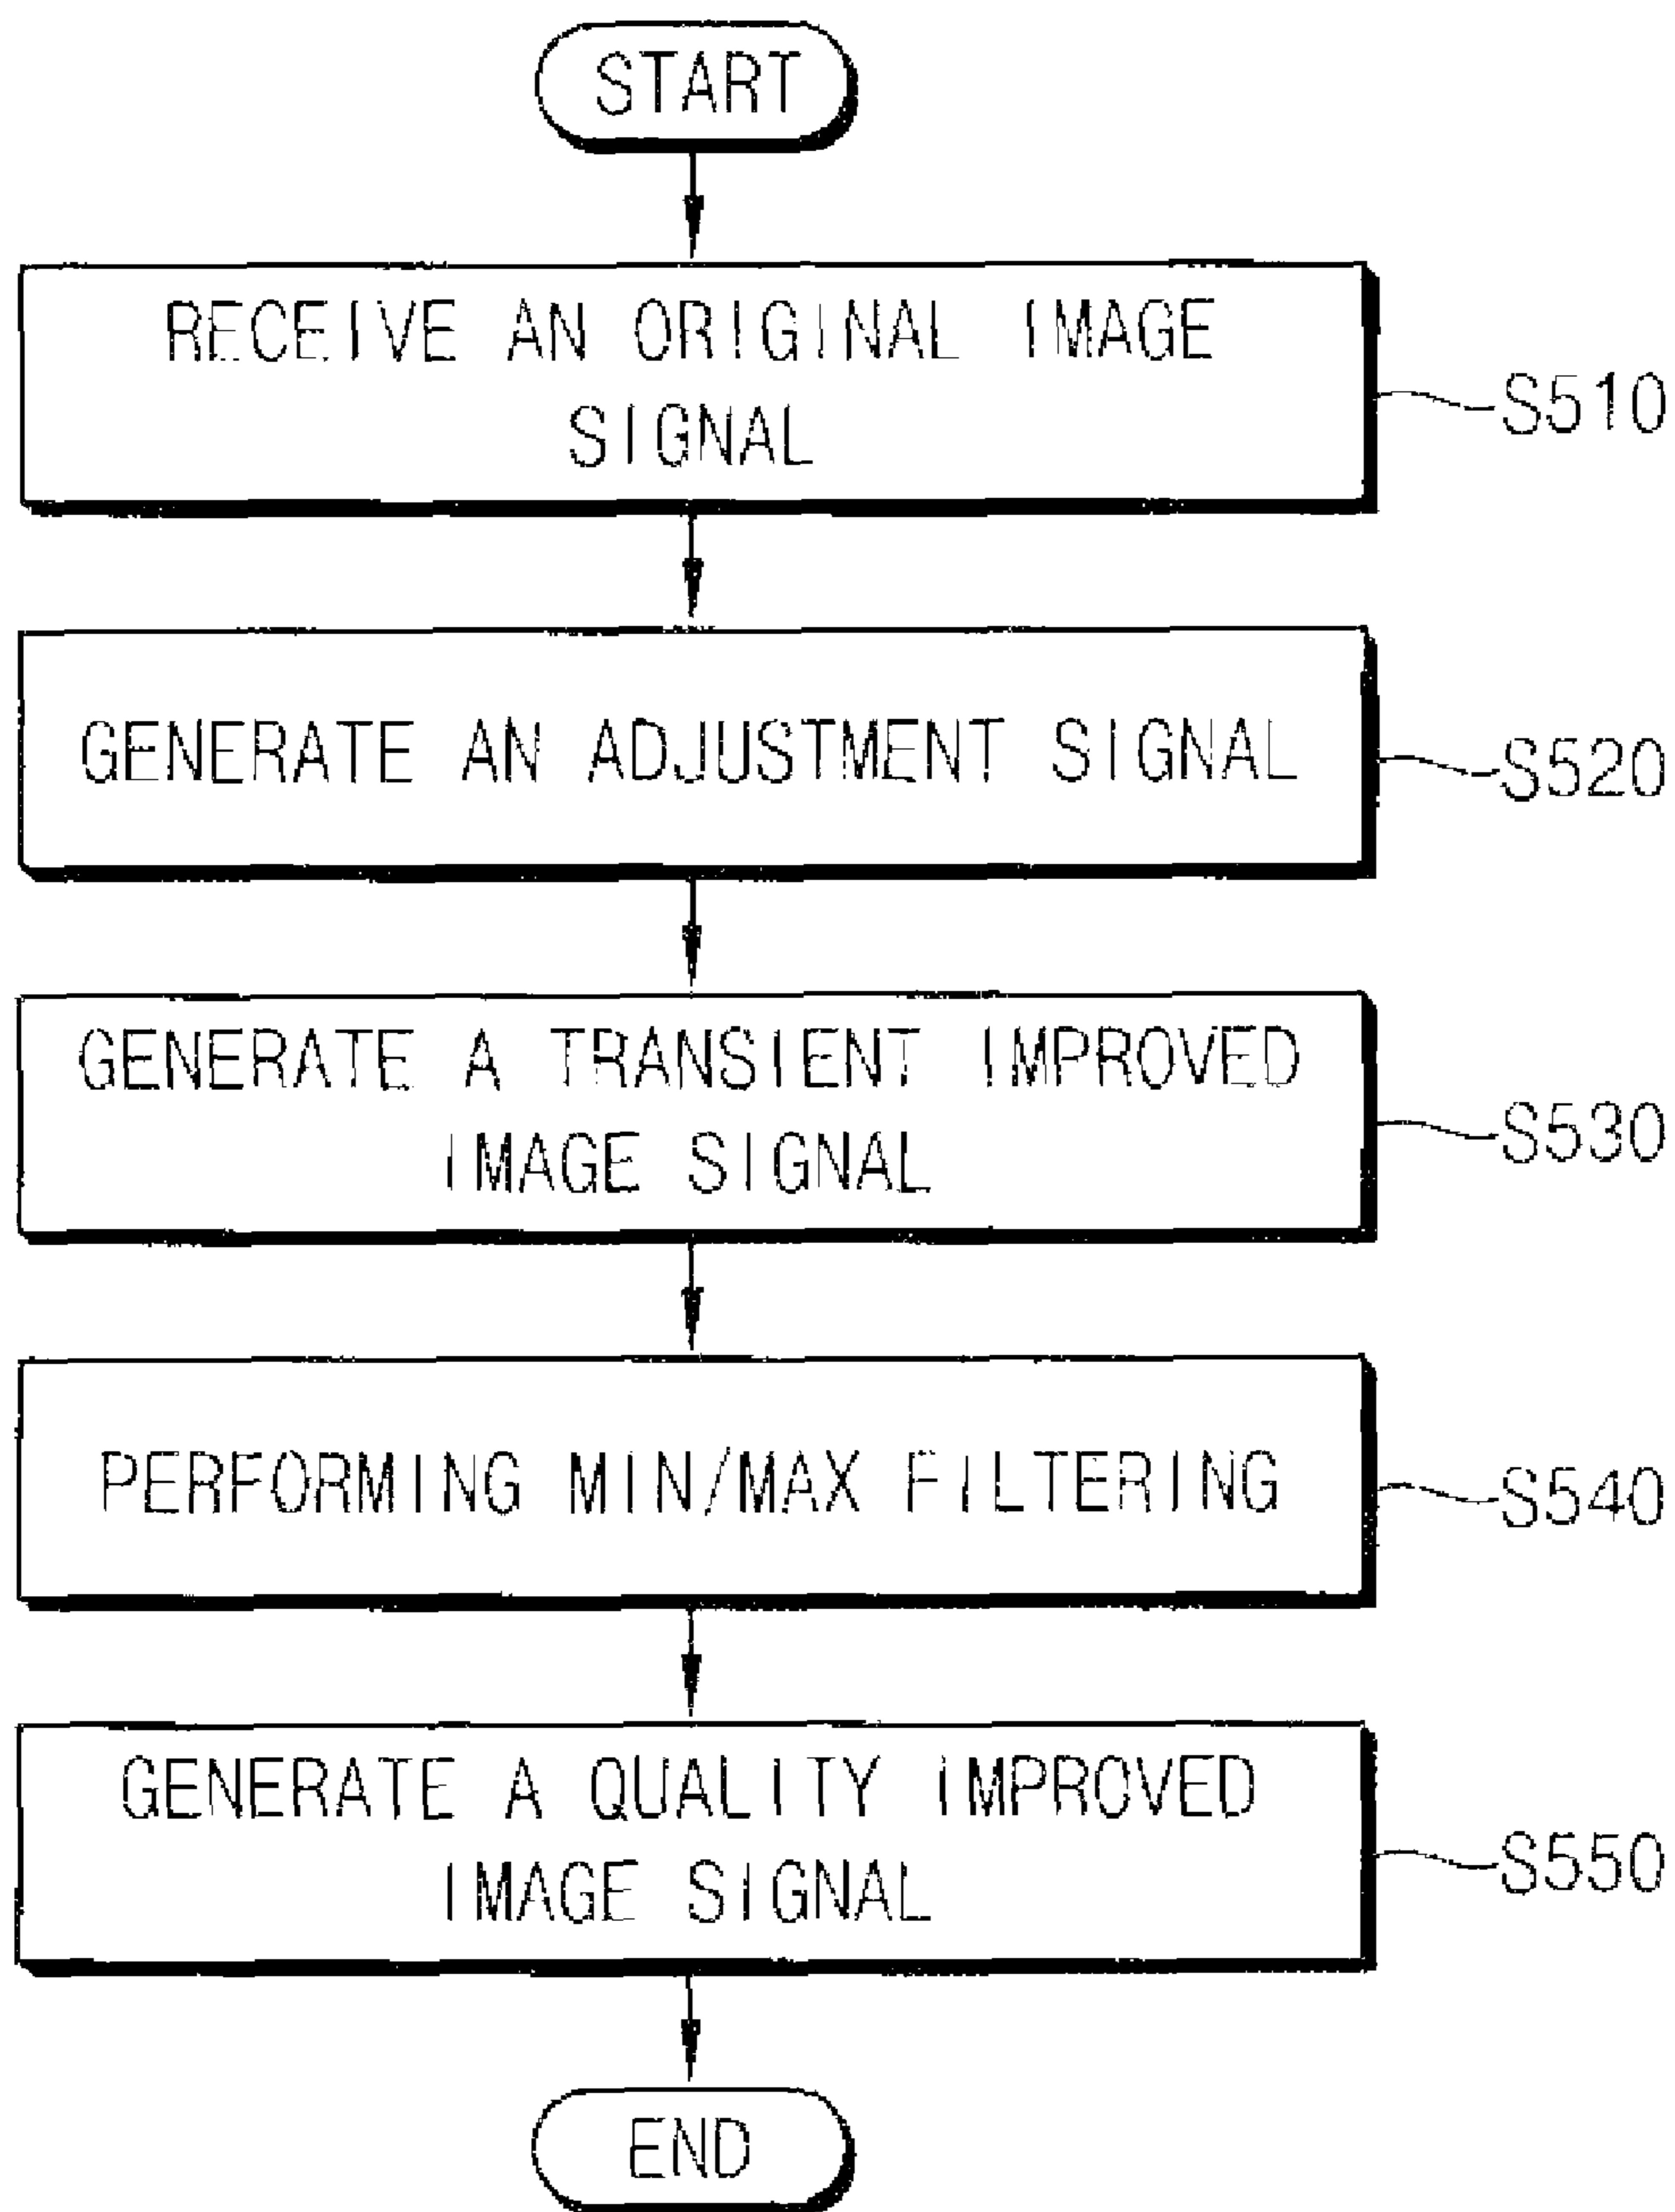 START
RECEIVE AN ORIGINAL IMAGE
SIGNAL
S510
GENERATE AN ADJUSTMENT SIGNAL
S520
GENERATE A TRANSIENT IMPROVED
IMAGE SIGNAL
S530
PERFORMING MIN/MAX FILTERING
S540
GENERATE A QUALITY IMPROVED
IMAGE SIGNAL
S550
END